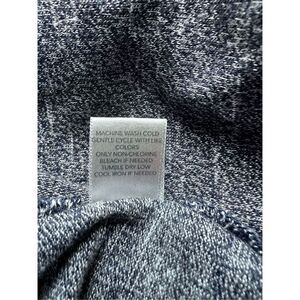 MACHINE WASH COLD
GENTLE CYCLE WITH LIKE
COLORS
ONLY NON-CHLORINE
BLEACH IF NEEDED
TUMBLE DRY LOW
COOL IRON IF NEEDED